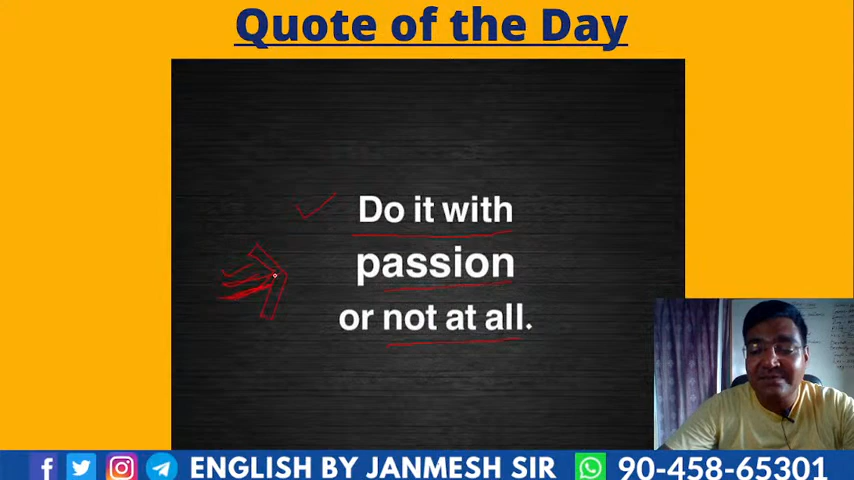 Quote of the Day
Do it with
passion
or not at all.
ENGLISH BY JANMESH SIR 90-458-65301